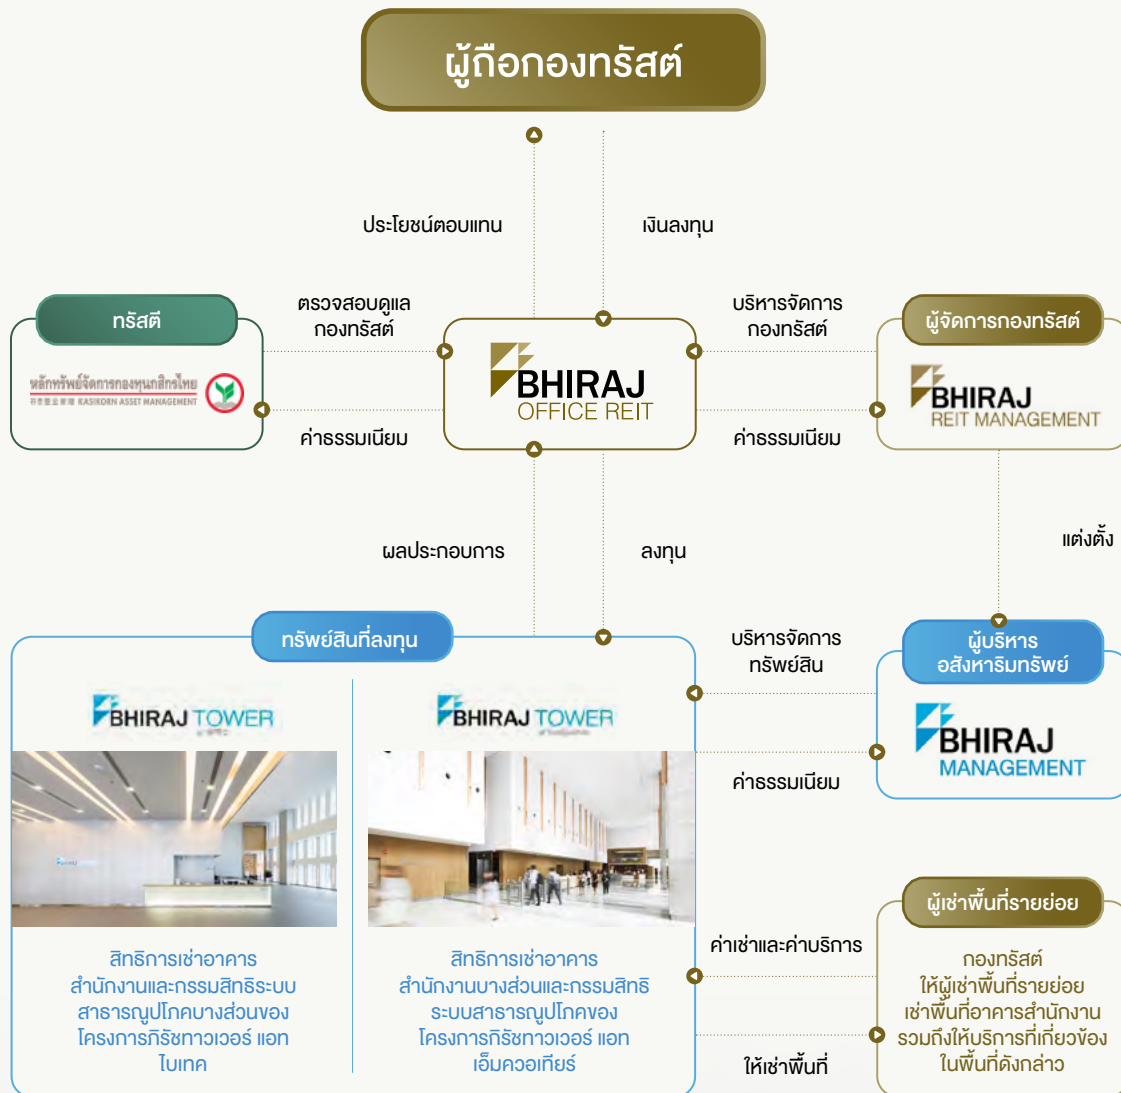 ผู้ถือกองทรัสต์
ประโยชน์ตอบแทน
เงินลงทุน
ทรัสตี
หลักทรัพย์จัดการกองทุนกสิกรไทย
KASIKORN ASSET MANAGEMENT
ตรวจสอบดูแล
กองทรัสต์
ค่าธรรมเนียม
BHIRAJ
OFFICE REIT
บริหารจัดการ
กองทรัสต์
ค่าธรรมเนียม
ผู้จัดการกองทรัสต์
BHIRAJ
REIT MANAGEMENT
ผลประกอบการ
ลงทุน
แต่งตั้ง
ทรัพย์สินที่ลงทุน
BHIRAJ TOWER
BHIRAJ TOWER
สิทธิการเช่าอาคาร
สำนักงานและกรรมสิทธิระบบ
สาธารณูปโภคบางส่วนของ
โครงการภิรัชทาวเวอร์ แอท
ไบเทค
สิทธิการเช่าอาคาร
สำนักงานบางส่วนและกรรมสิทธิ
ระบบสาธารณูปโภคของ
โครงการภิรัชทาวเวอร์ แอท
เอ็มควอเทียร์
บริหารจัดการ
ทรัพย์สิน
ค่าธรรมเนียม
ผู้บริหาร
อสังหาริมทรัพย์
BHIRAJ
MANAGEMENT
ค่าเช่าและค่าบริการ
ให้เช่าพื้นที่
ผู้เช่าพื้นที่รายย่อย
กองทรัสต์
ให้ผู้เช่าพื้นที่รายย่อย
เช่าพื้นที่อาคารสำนักงาน
รวมถึงให้บริการที่เกี่ยวข้อง
ในพื้นที่ดังกล่าว